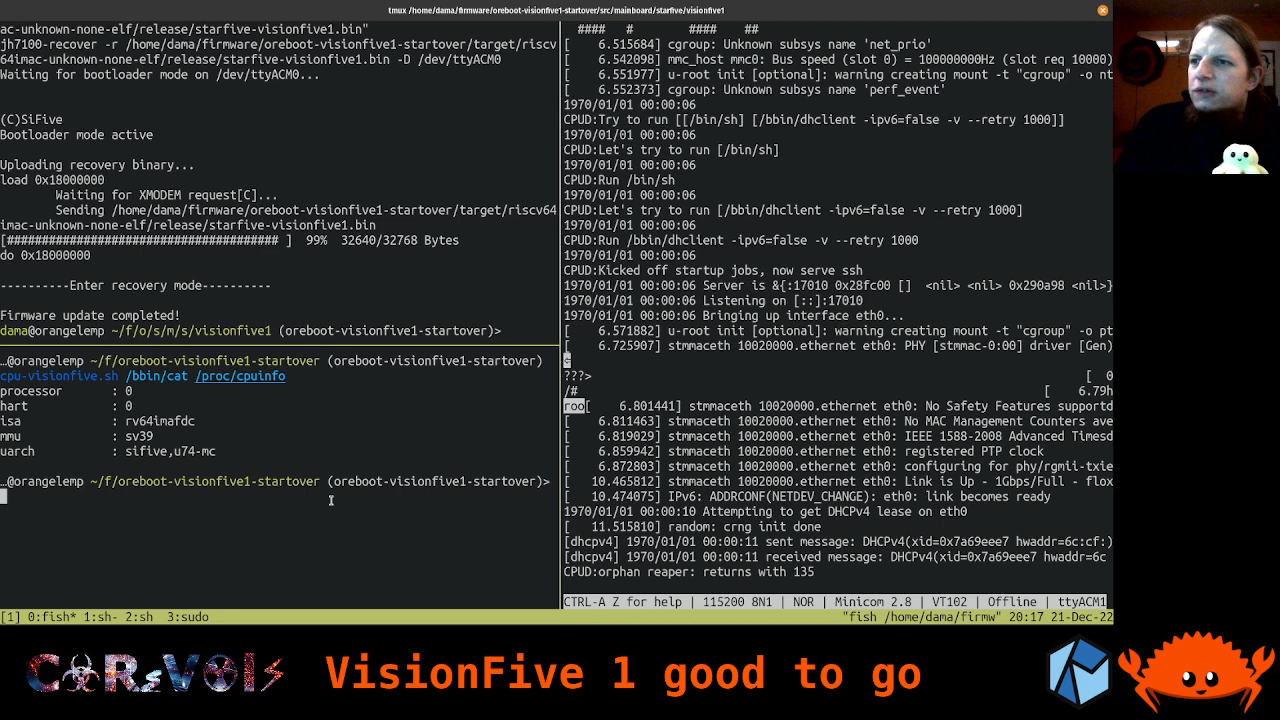 tmux /home/dama/firmware/oreboot-visionfive1-startover/src/mainboard/starfive/visionfive1
ac-unknown-none-elf/release/starfive-visionfive1.bin"
jh7100-recover -r /home/dama/firmware/oreboot-visionfive1-startover/target/riscv
64imac-unknown-none-elf/release/starfive-visionfive1.bin -D /dev/ttyACM0
Waiting for bootloader mode on /dev/ttyACM0...
(C)SiFive
Bootloader mode active
Uploading recovery binary...
load 0x18000000
Waiting for XMODEM request[C]...
Sending /home/dama/firmware/oreboot-visionfive1-startover/target/riscv64
imac-unknown-none-elf/release/starfive-visionfive1.bin
[####################################### ]  99%  32640/32768 Bytes
do 0x18000000
----------Enter recovery mode----------
Firmware update completed!
dama@orangelemp ~/f/o/s/m/s/visionfive1 (oreboot-visionfive1-startover)>
…@orangelemp ~/f/oreboot-visionfive1-startover (oreboot-visionfive1-startover)
cpu-visionfive.sh /bbin/cat /proc/cpuinfo
processor : 0
hart : 0
isa : rv64imafdc
mmu : sv39
uarch : sifive,u74-mc
…@orangelemp ~/f/oreboot-visionfive1-startover (oreboot-visionfive1-startover)>
#### # #### ##
[ 6.515684] cgroup: Unknown subsys name 'net_prio'
[ 6.542098] mmc_host mmc0: Bus speed (slot 0) = 100000000Hz (slot req 10000)
[ 6.551977] u-root init [optional]: warning creating mount -t "cgroup" -o nt
[ 6.552373] cgroup: Unknown subsys name 'perf_event'
1970/01/01 00:00:06
CPUD:Try to run [[/bin/sh] [/bbin/dhclient -ipv6=false -v --retry 1000]]
1970/01/01 00:00:06
CPUD:Let's try to run [/bin/sh]
1970/01/01 00:00:06
CPUD:Run /bin/sh
1970/01/01 00:00:06
CPUD:Let's try to run [/bbin/dhclient -ipv6=false -v --retry 1000]
1970/01/01 00:00:06
CPUD:Run /bbin/dhclient -ipv6=false -v --retry 1000
1970/01/01 00:00:06
CPUD:Kicked off startup jobs, now serve ssh
1970/01/01 00:00:06 Server is &{:17010 0x28fc00 [] <nil> <nil> 0x290a98 <nil>}
1970/01/01 00:00:06 Listening on [::]:17010
1970/01/01 00:00:06 Bringing up interface eth0...
[ 6.571882] u-root init [optional]: warning creating mount -t "cgroup" -o pt
[ 6.725907] stmmaceth 10020000.ethernet eth0: PHY [stmmac-0:00] driver [Gen)
???> [ 0
/# [ 6.79h
roo[ 6.801441] stmmaceth 10020000.ethernet eth0: No Safety Features supportd
[ 6.811463] stmmaceth 10020000.ethernet eth0: No MAC Management Counters ave
[ 6.819029] stmmaceth 10020000.ethernet eth0: IEEE 1588-2008 Advanced Timesd
[ 6.859942] stmmaceth 10020000.ethernet eth0: registered PTP clock
[ 6.872803] stmmaceth 10020000.ethernet eth0: configuring for phy/rgmii-txie
[ 10.465812] stmmaceth 10020000.ethernet eth0: Link is Up - 1Gbps/Full - flox
[ 10.474075] IPv6: ADDRCONF(NETDEV_CHANGE): eth0: link becomes ready
1970/01/01 00:00:10 Attempting to get DHCPv4 lease on eth0
[ 11.515810] random: crng init done
[dhcpv4] 1970/01/01 00:00:11 sent message: DHCPv4(xid=0x7a69eee7 hwaddr=6c:cf:)
[dhcpv4] 1970/01/01 00:00:11 received message: DHCPv4(xid=0x7a69eee7 hwaddr=6c
CPUD:orphan reaper: returns with 135
CTRL-A Z for help | 115200 8N1 | NOR | Minicom 2.8 | VT102 | Offline | ttyACM1
[1] 0:fish* 1:sh- 2:sh 3:sudo
"fish /home/dama/firmw" 20:17 21-Dec-22
VisionFive 1 good to go